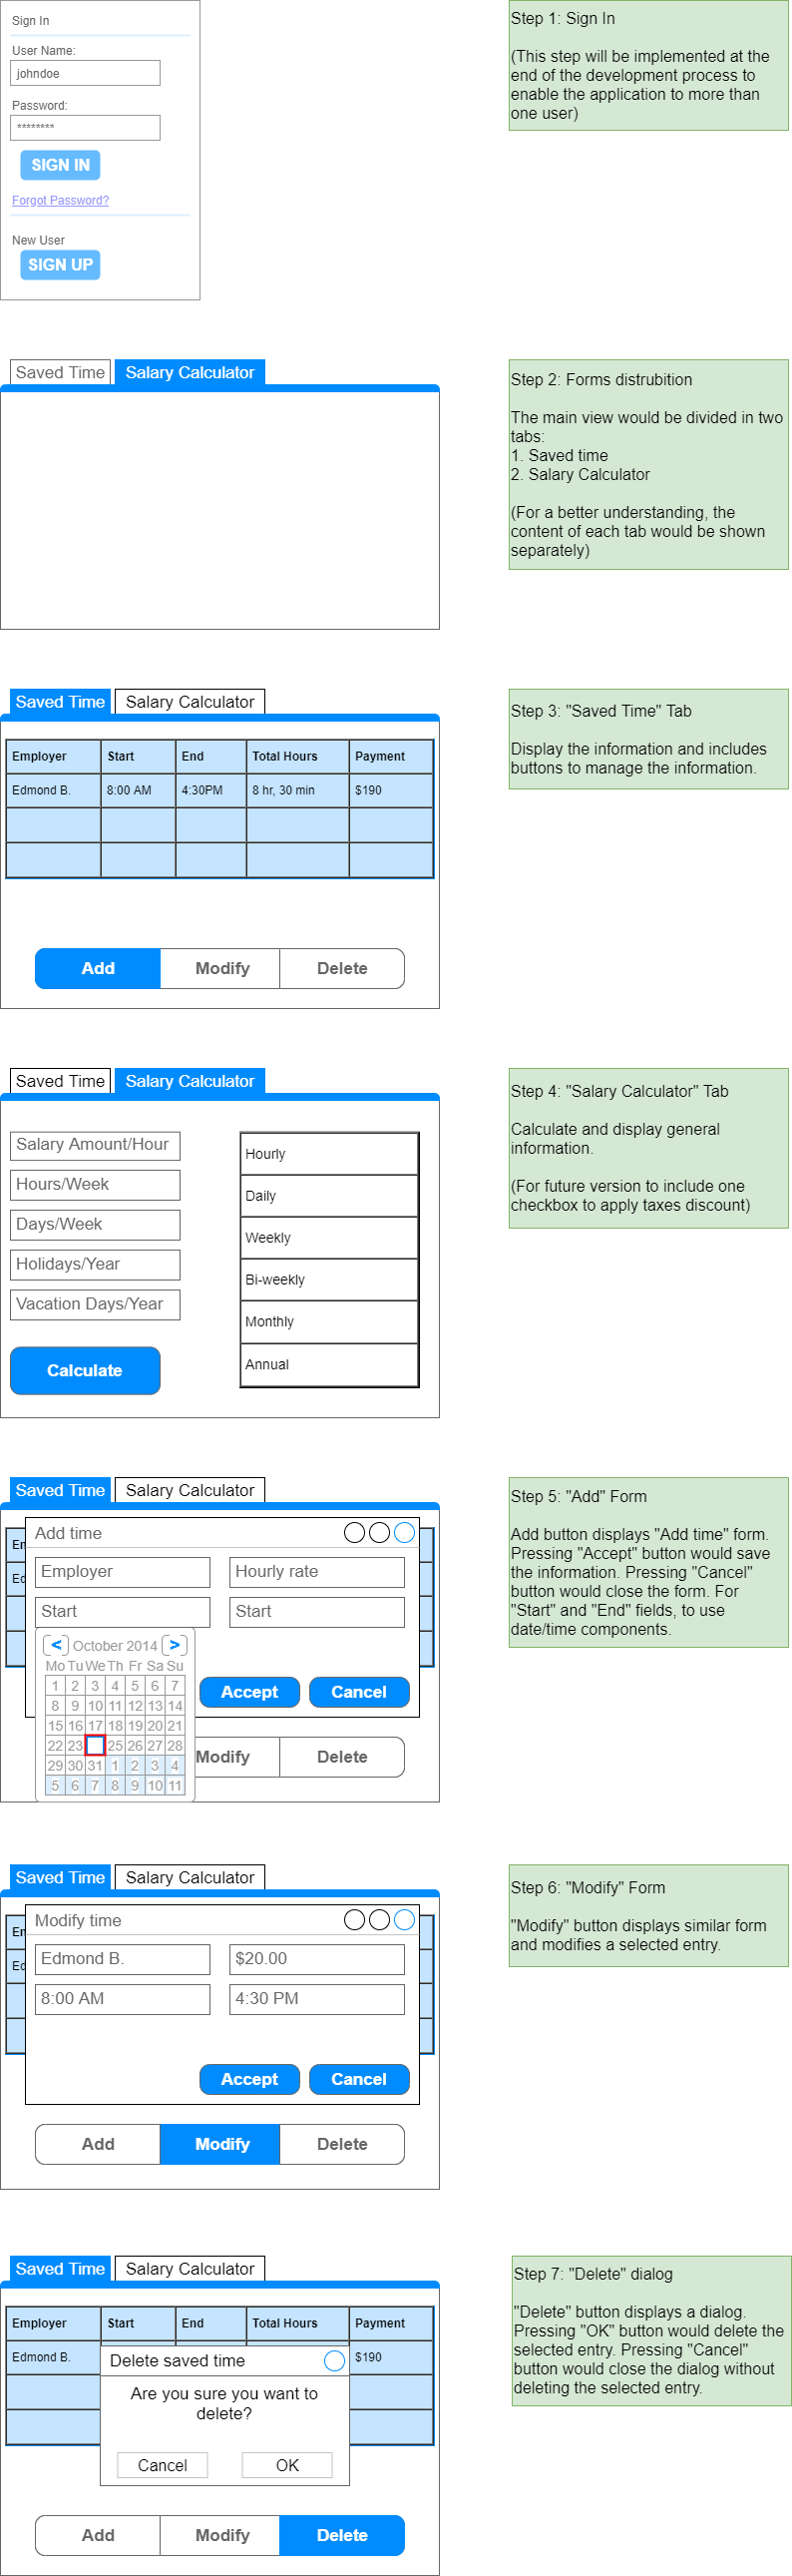 Sign In
User Name:
johndoe
Password:
********
SIGN IN
Forgot Password?
New User
SIGN UP
Step 1: Sign In
(This step will be implemented at the
end of the development process to
enable the application to more than
one user)
Saved Time Salary Calculator
Step 2: Forms distrubition
The main view would be divided in two
tabs:
1. Saved time
2. Salary Calculator
(For a better understanding, the
content of each tab would be shown
separately)
Saved Time Salary Calculator
Employer Start End Total Hours Payment
Edmond B. 8:00 AM 4:30PM 8 hr, 30 min $190
Add Modify Delete
Step 3: "Saved Time" Tab
Display the information and includes
buttons to manage the information.
Saved Time Salary Calculator
Salary Amount/Hour
Hours/Week
Days/Week
Holidays/Year
Vacation Days/Year
Calculate
Hourly
Daily
Weekly
Bi-weekly
Monthly
Annual
Step 4: "Salary Calculator" Tab
Calculate and display general
information.
(For future version to include one
checkbox to apply taxes discount)
Saved Time Salary Calculator
Add time
En
Employer Hourly rate
Ed
Start Start
< October 2014 >
Mo Tu We Th Fr Sa Su
1 2 3 4 5 6 7
8 9 10 11 12 13 14
15 16 17 18 19 20 21
22 23 25 26 27 28
29 30 31 1 2 3 4
5 6 7 8 9 10 11
Accept Cancel
Modify Delete
Step 5: "Add" Form
Add button displays "Add time" form.
Pressing "Accept" button would save
the information. Pressing "Cancel"
button would close the form. For
"Start" and "End" fields, to use
date/time components.
Saved Time Salary Calculator
Modify time
En
Edmond B. $20.00
Ed
8:00 AM 4:30 PM
Accept Cancel
Add Modify Delete
Step 6: "Modify" Form
"Modify" button displays similar form
and modifies a selected entry.
Saved Time Salary Calculator
Employer Start End Total Hours Payment
Edmond B. $190
Delete saved time
Are you sure you want to
delete?
Cancel OK
Add Modify Delete
Step 7: "Delete" dialog
"Delete" button displays a dialog.
Pressing "OK" button would delete the
selected entry. Pressing "Cancel"
button would close the dialog without
deleting the selected entry.